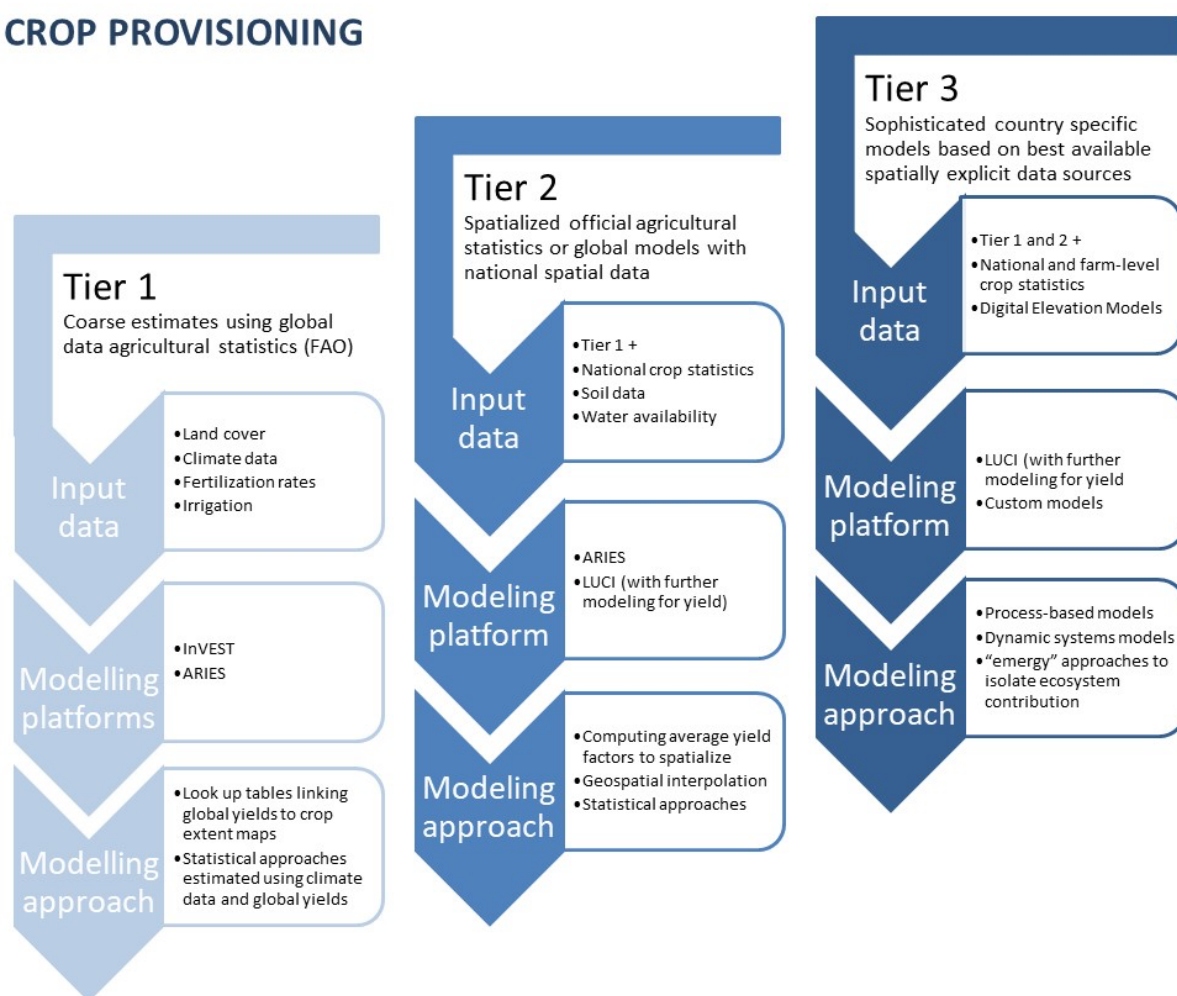 CROP PROVISIONING
Tier 1
Coarse estimates using global
data agricultural statistics (FAO)
Input
data
•Land cover
•Climate data
•Fertilization rates
•Irrigation
Modelling
platforms
•InVEST
•ARIES
Modelling
approach
•Look up tables linking
global yields to crop
extent maps
•Statistical approaches
estimated using climate
data and global yields
Tier 2
Spatialized official agricultural
statistics or global models with
national spatial data
Input
data
•Tier 1 +
•National crop statistics
•Soil data
•Water availability
Modeling
platform
•ARIES
•LUCI (with further
modeling for yield)
Modeling
approach
•Computing average yield
factors to spatialize
•Geospatial interpolation
•Statistical approaches
Tier 3
Sophisticated country specific
models based on best available
spatially explicit data sources
Input
data
•Tier 1 and 2 +
•National and farm-level
crop statistics
•Digital Elevation Models
Modeling
platform
•LUCI (with further
modeling for yield
•Custom models
Modeling
approach
•Process-based models
•Dynamic systems models
•“emergy” approaches to
isolate ecosystem
contribution